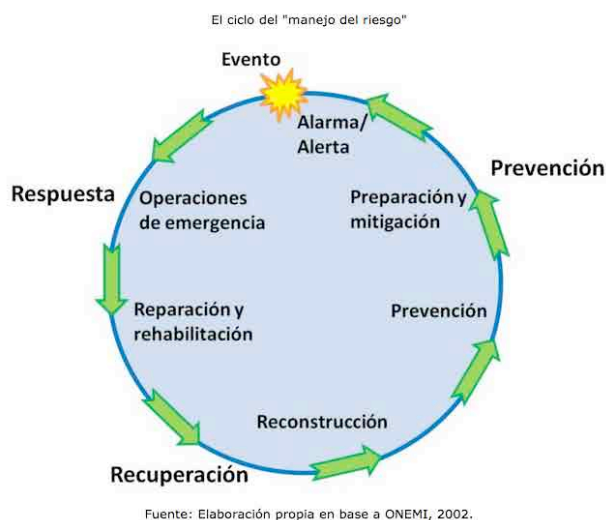 El ciclo del "manejo del riesgo"
Evento
Alarma/
Alerta
Prevención
Respuesta
Operaciones
de emergencia
Preparación y
mitigación
Reparación y
rehabilitación
Prevención
Reconstrucción
Recuperación
Fuente: Elaboración propia en base a ONEMI, 2002.